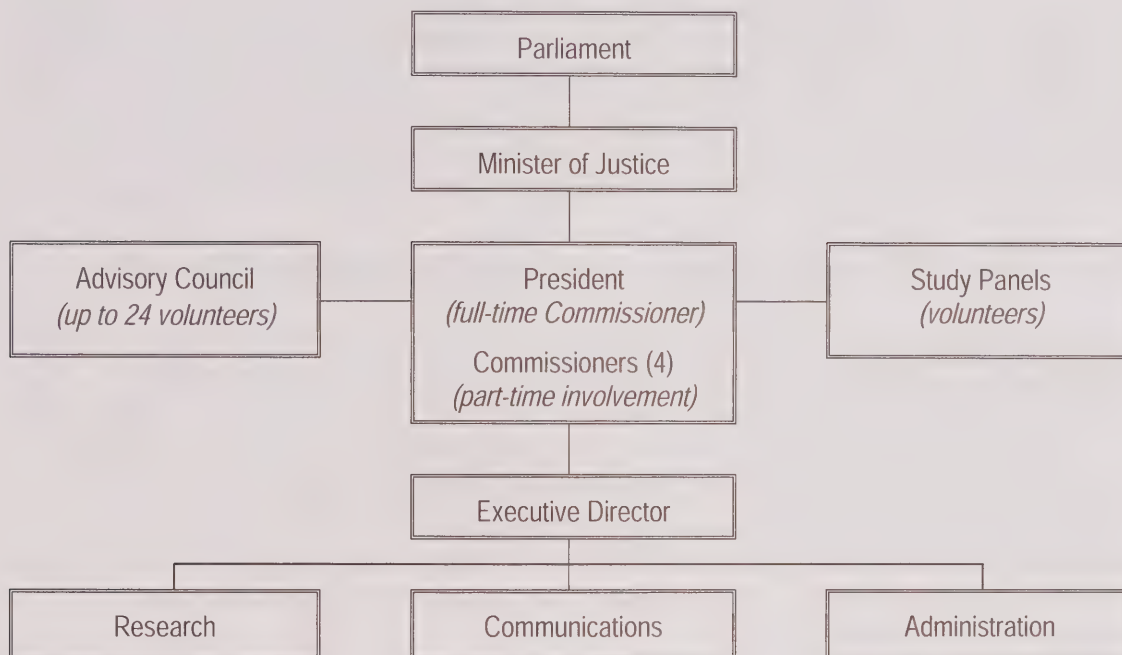 Parliament
Minister of Justice
Advisory Council
(up to 24 volunteers)
President
(full-time Commissioner)
Commissioners (4)
(part-time involvement)
Study Panels
(volunteers)
Executive Director
Research
Communications
Administration